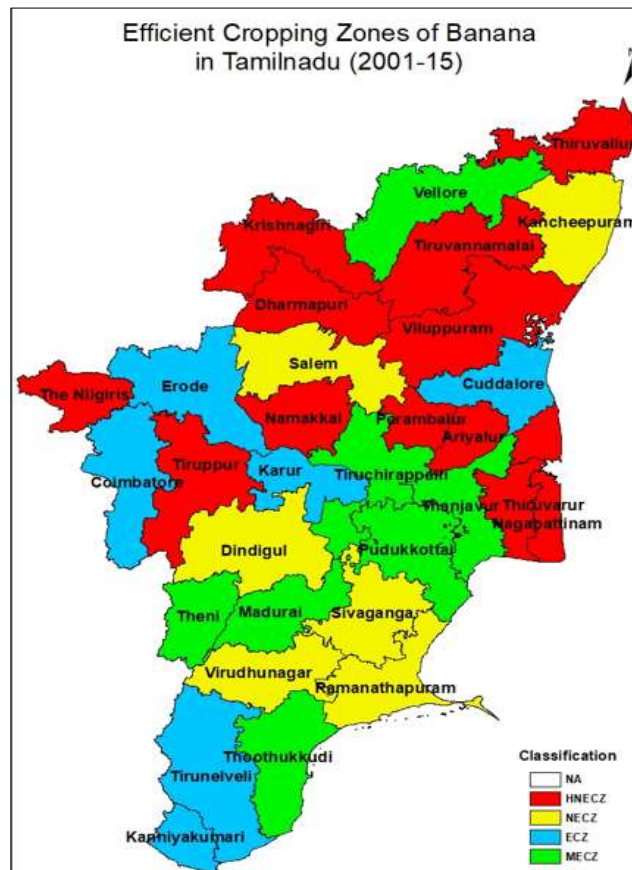 Efficient Cropping Zones of Banana
in Tamilnadu (2001-15)
Thiruvallur
Vellore
Kancheepuram
Krishnagiri
Tiruvannamalai
Dharmapuri
Viluppuram
Salem
Erode
Cuddalore
The Nilgiris
Namakkal
Perambalur
Ariyalur
Tiruppur
Karur
Tiruchirappalli
Coimbatore
Thanjavur
Thiruvarur
Nagapattinam
Dindigul
Pudukkottai
Theni
Madurai
Sivaganga
Virudhunagar
Ramanathapuram
Thoothukkudi
Tirunelveli
Kanniyakumari
Classification
NA
HNECZ
NECZ
ECZ
MECZ